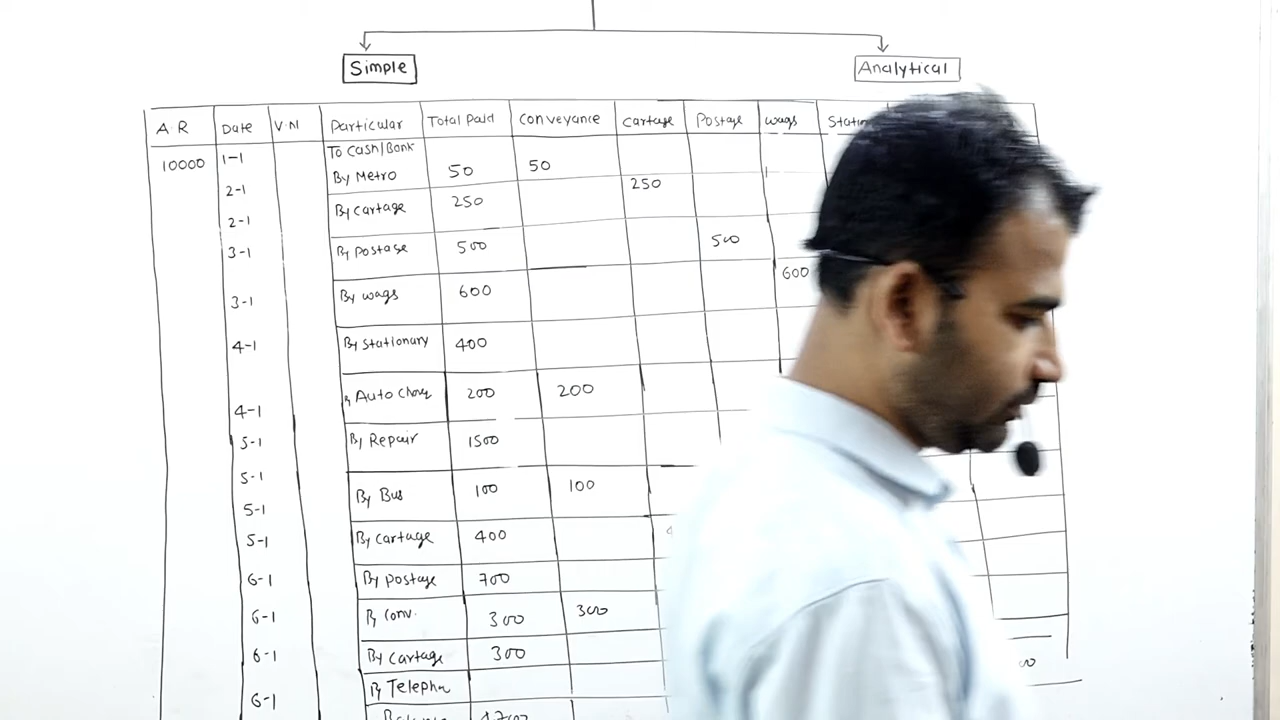 Simple Analytical
A R Date V.N Particular Total Paid Conveyance Cartage Postage wags
10000 1-1 To Cash/Bank
By Metro 50 50
2-1 By cartage 250 250
2-1
3-1 By Postage 500 500
3-1 By wags 600 600
4-1 By Stationary 400
4-1 Auto 200 200
5-1 By Repair 1500
5-1 By Bus 100 100
5-1
5-1 By cartage 400
6-1 By Postage 700
6-1 By Conv. 300 300
6-1 By cartage 300
6-1 By Telephn